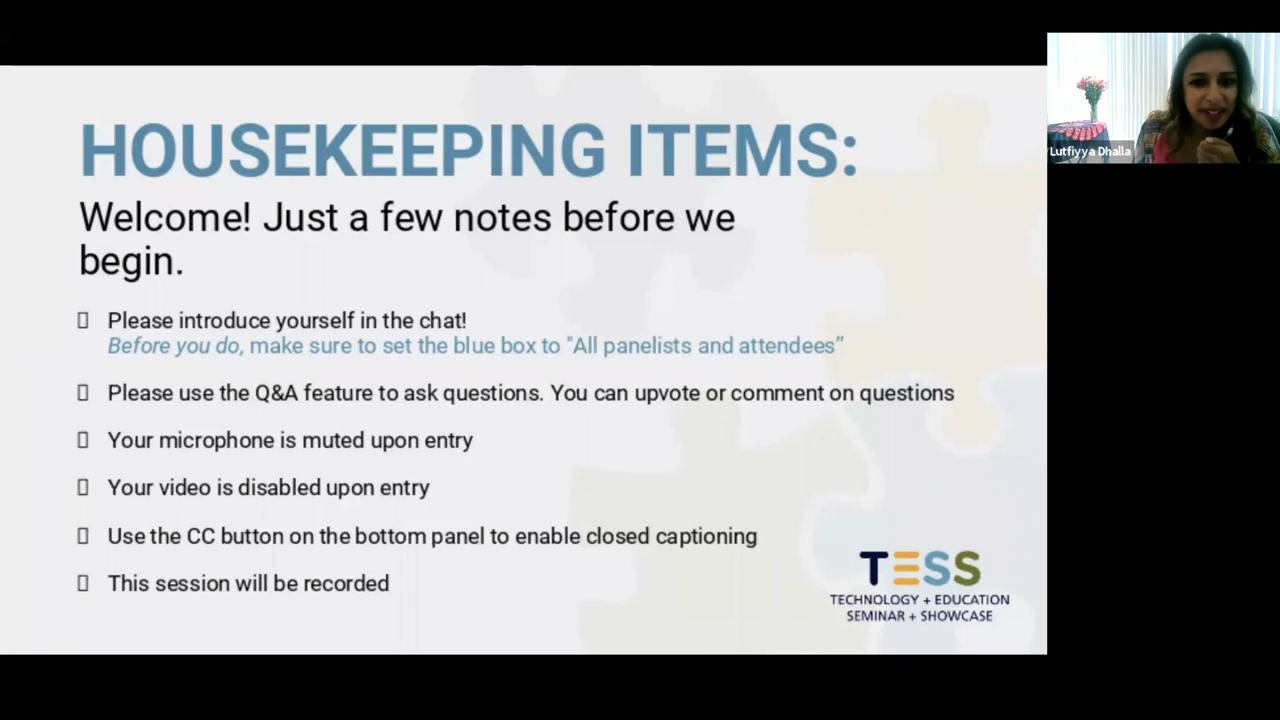 HOUSEKEEPING ITEMS:
Welcome! Just a few notes before we
begin.
Please introduce yourself in the chat!
Before you do, make sure to set the blue box to "All panelists and attendees”
Please use the Q&A feature to ask questions. You can upvote or comment on questions
Your microphone is muted upon entry
Your video is disabled upon entry
Use the CC button on the bottom panel to enable closed captioning
This session will be recorded
TESS
TECHNOLOGY + EDUCATION
SEMINAR + SHOWCASE
Lutfiyya Dhalla